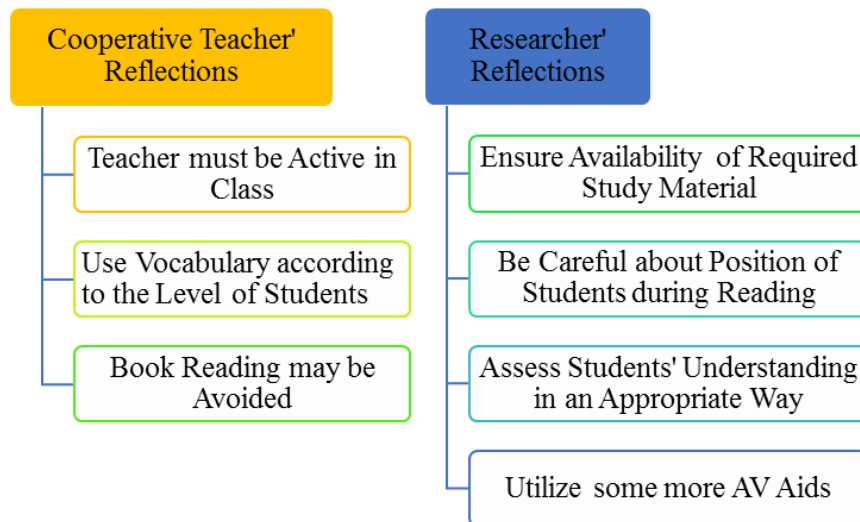 Cooperative Teacher'
Reflections
Teacher must be Active in
Class
Use Vocabulary according
to the Level of Students
Book Reading may be
Avoided
Researcher'
Reflections
Ensure Availability of Required
Study Material
Be Careful about Position of
Students during Reading
Assess Students' Understanding
in an Appropriate Way
Utilize some more AV Aids